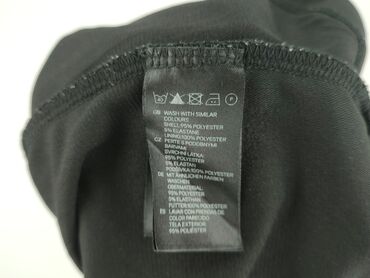 GB WASH WITH SIMILAR
COLOURS
SHELL:95% POLYESTER
5% ELASTANE
LINING:100% POLYESTER
CZ PERTE S PODOBNÝMI
BARVAMI
SVRCHNÍ LÁTKA:
95% POLYESTER
5% ELASTAN
PODŠÍVKA:100% POLYESTER
DE MIT ÄHNLICHEN FARBEN
WASCHEN
OBERMATERIAL:
95% POLYESTER
5% ELASTHAN
FUTTER:100% POLYESTER
ES LAVAR CON PRENDAS DE
COLOR SIMILAR
TELA EXTERIOR:
95% POLIÉSTER